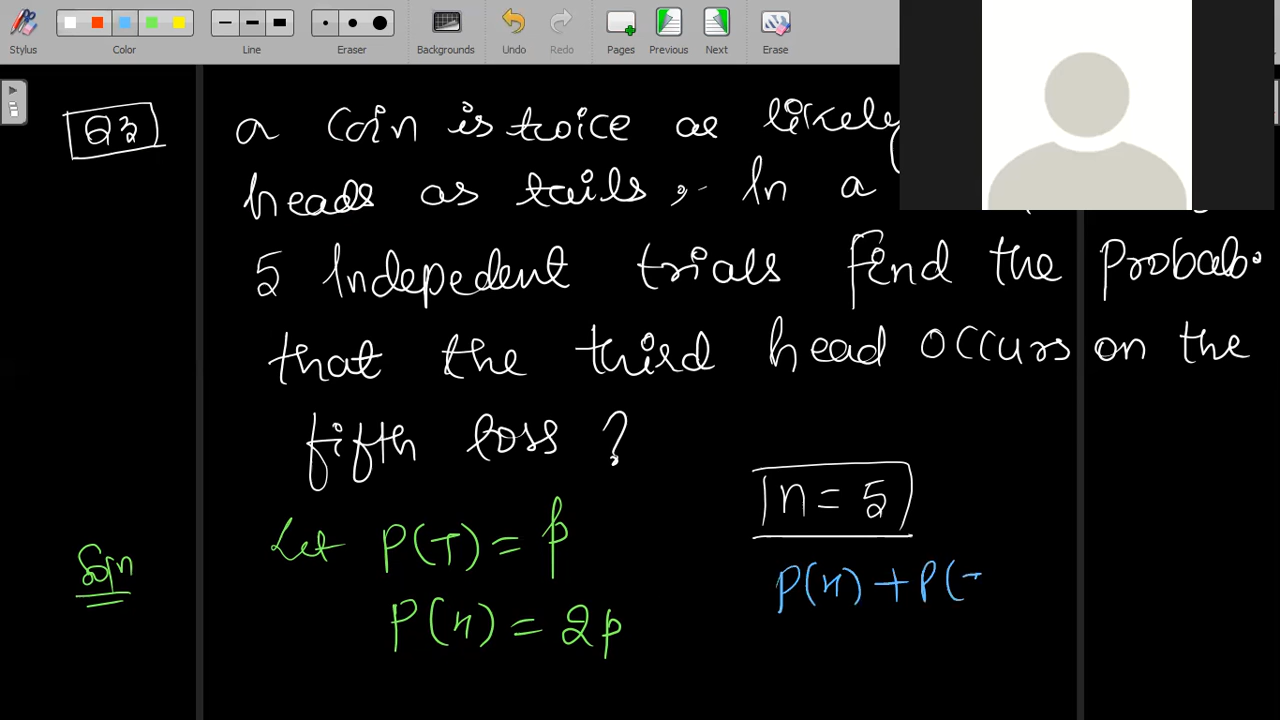 Stylus
Color
Line
Eraser
Backgrounds
Undo
Redo
Pages
Previous
Next
Erase
Q3
a coin is twice as likely
heads as tails, In a
5 Indepedent trials find the Probab
that the third head occurs on the
fifth toss ?
n = 5
Let P(T) = p
Soln
P(H) + P(
P(H) = 2p